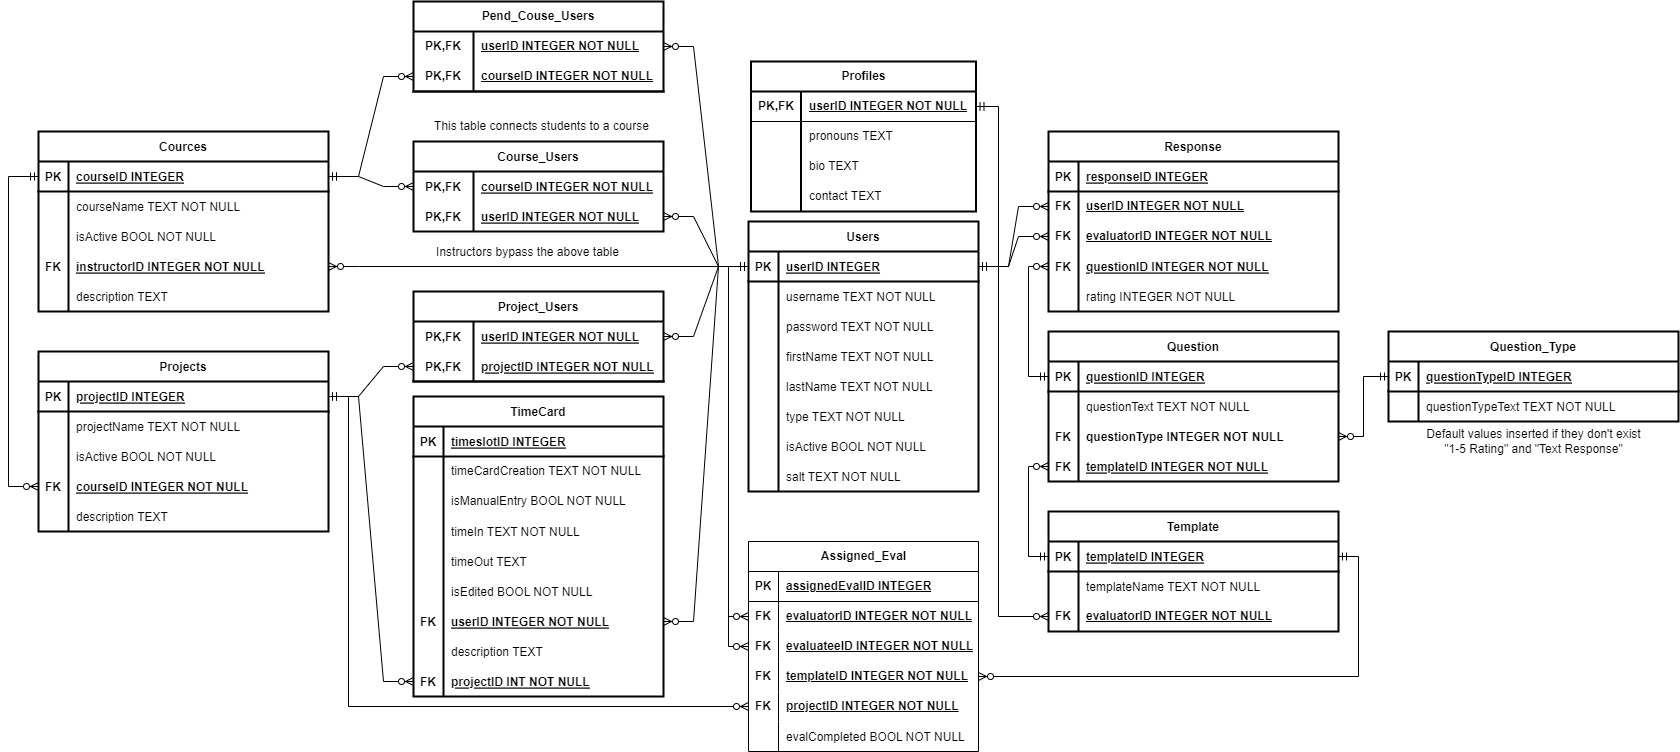 Pend_Couse_Users
PK,FK userID INTEGER NOT NULL
PK,FK courseID INTEGER NOT NULL
This table connects students to a course
Cources
PK courseID INTEGER
courseName TEXT NOT NULL
isActive BOOL NOT NULL
FK instructorID INTEGER NOT NULL
description TEXT
Course_Users
PK,FK courseID INTEGER NOT NULL
PK,FK userID INTEGER NOT NULL
Instructors bypass the above table
Project_Users
PK,FK userID INTEGER NOT NULL
PK,FK projectID INTEGER NOT NULL
Projects
PK projectID INTEGER
projectName TEXT NOT NULL
isActive BOOL NOT NULL
FK courseID INTEGER NOT NULL
description TEXT
TimeCard
PK timeslotID INTEGER
timeCardCreation TEXT NOT NULL
isManualEntry BOOL NOT NULL
timeIn TEXT NOT NULL
timeOut TEXT
isEdited BOOL NOT NULL
FK userID INTEGER NOT NULL
description TEXT
FK projectID INT NOT NULL
Profiles
PK,FK userID INTEGER NOT NULL
pronouns TEXT
bio TEXT
contact TEXT
Users
PK userID INTEGER
username TEXT NOT NULL
password TEXT NOT NULL
firstName TEXT NOT NULL
lastName TEXT NOT NULL
type TEXT NOT NULL
isActive BOOL NOT NULL
salt TEXT NOT NULL
Assigned_Eval
PK assignedEvalID INTEGER
FK evaluatorID INTEGER NOT NULL
FK evaluateeID INTEGER NOT NULL
FK templateID INTEGER NOT NULL
FK projectID INTEGER NOT NULL
evalCompleted BOOL NOT NULL
Response
PK responseID INTEGER
FK userID INTEGER NOT NULL
FK evaluatorID INTEGER NOT NULL
FK questionID INTEGER NOT NULL
rating INTEGER NOT NULL
Question
PK questionID INTEGER
questionText TEXT NOT NULL
FK questionType INTEGER NOT NULL
FK templateID INTEGER NOT NULL
Template
PK templateID INTEGER
templateName TEXT NOT NULL
FK evaluatorID INTEGER NOT NULL
Question_Type
PK questionTypeID INTEGER
questionTypeText TEXT NOT NULL
Default values inserted if they don't exist
"1-5 Rating" and "Text Response"